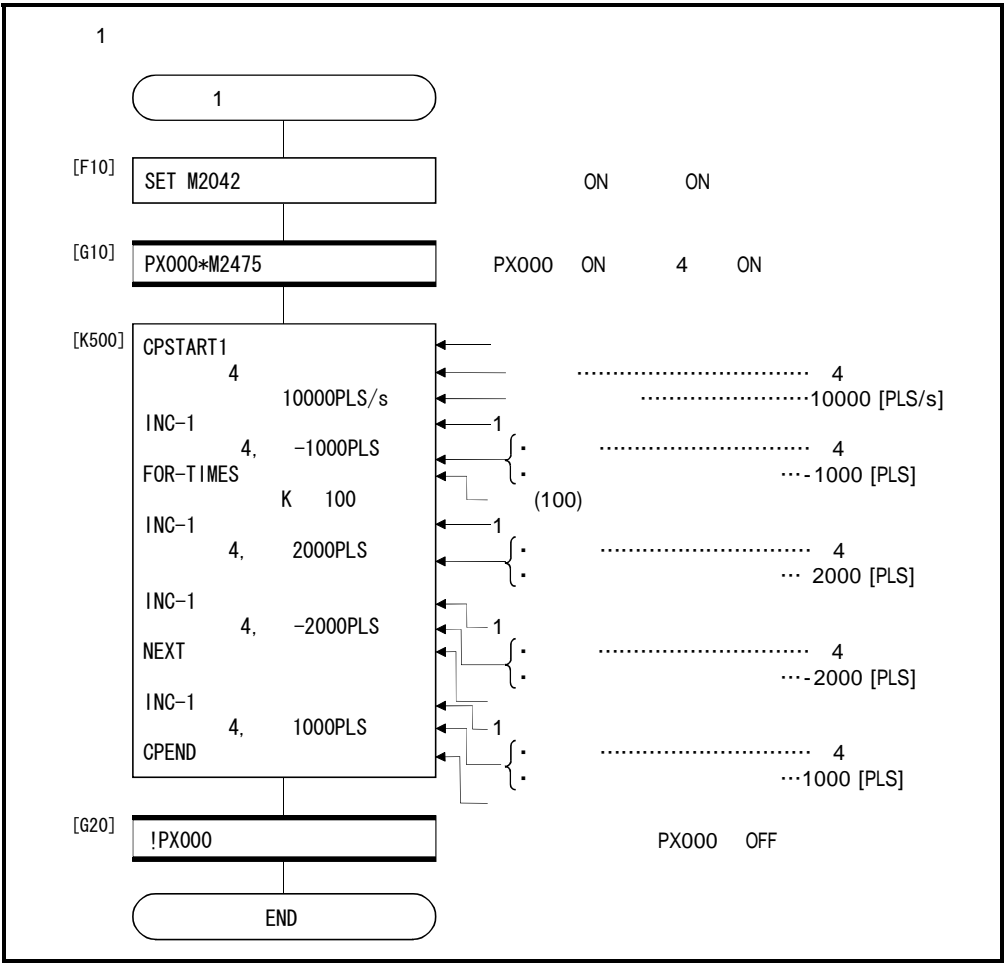 1
1
[F10] SET M2042 ON ON
[G10] PX000*M2475 PX000 ON 4 ON
[K500] CPSTART1
4 ······························ 4
10000PLS/s ························10000 [PLS/s]
INC-1 1
4, -1000PLS · ······························ 4
FOR-TIMES · ···-1000 [PLS]
K 100 (100)
INC-1 1
4, 2000PLS · ······························ 4
· ··· 2000 [PLS]
INC-1
4, -2000PLS 1
NEXT · ······························ 4
· ···-2000 [PLS]
INC-1
4, 1000PLS 1
CPEND · ······························ 4
· ···1000 [PLS]
[G20] !PX000 PX000 OFF
END